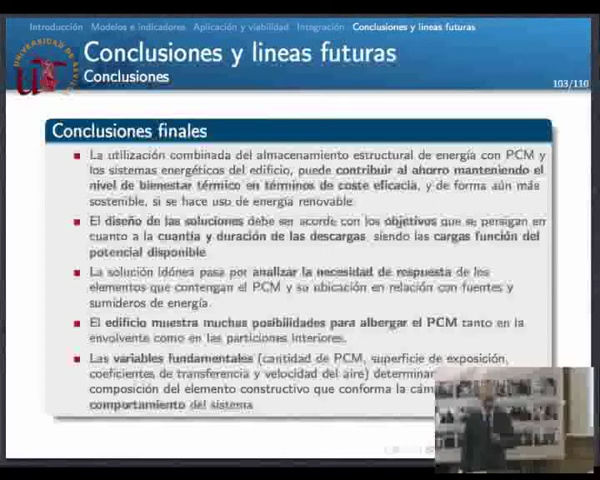 Introducción Modelos e indicadores Aplicación y viabilidad Integración Conclusiones y lineas futuras
Conclusiones y lineas futuras
Conclusiones
UNIVERSIDAD DE SEVILLA
103/110
Conclusiones finales
La utilización combinada del almacenamiento estructural de energía con PCM y
los sistemas energéticos del edificio, puede contribuir al ahorro manteniendo el
nivel de bienestar térmico en términos de coste eficacia, y de forma aún más
sostenible, si se hace uso de energía renovable
El diseño de las soluciones debe ser acorde con los objetivos que se persigan en
cuanto a la cuantía y duración de las descargas, siendo las cargas función del
potencial disponible
La solución idónea pasa por analizar la necesidad de respuesta de los
elementos que contengan el PCM y su ubicación en relación con fuentes y
sumideros de energía.
El edificio muestra muchas posibilidades para albergar el PCM tanto en la
envolvente como en las particiones interiores.
Las variables fundamentales (cantidad de PCM, superficie de exposición,
coeficientes de transferencia y velocidad del aire) determinar
composición del elemento constructivo que conforma la cám
comportamiento del sistema